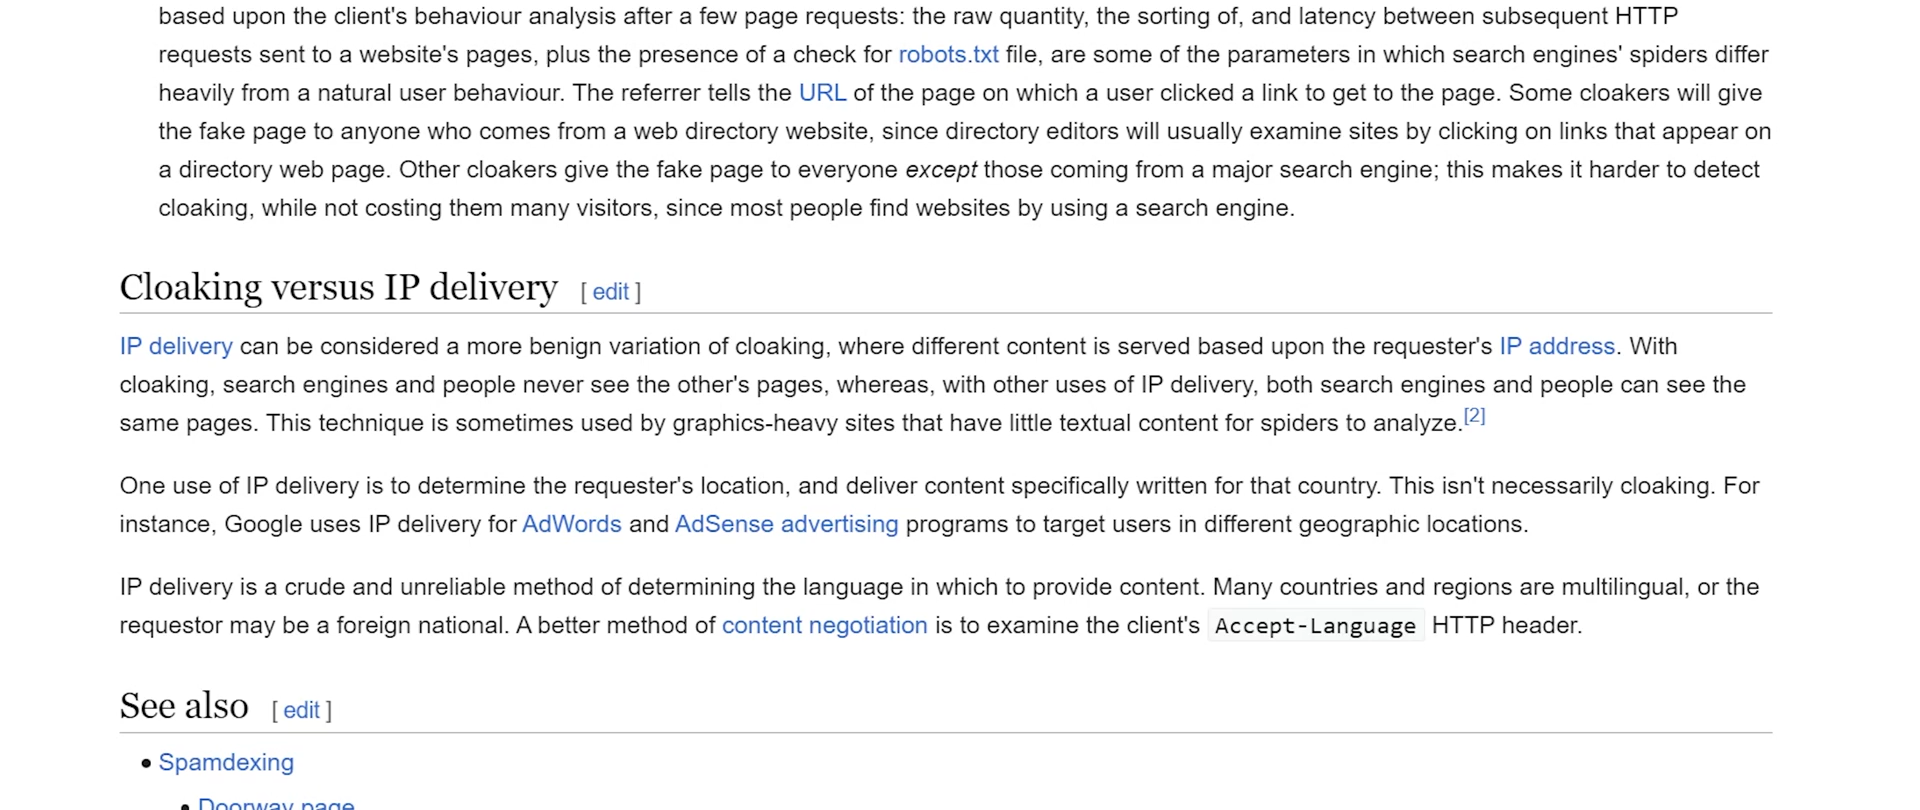 based upon the client's behaviour analysis after a few page requests: the raw quantity, the sorting of, and latency between subsequent HTTP
requests sent to a website's pages, plus the presence of a check for robots.txt file, are some of the parameters in which search engines' spiders differ
heavily from a natural user behaviour. The referrer tells the URL of the page on which a user clicked a link to get to the page. Some cloakers will give
the fake page to anyone who comes from a web directory website, since directory editors will usually examine sites by clicking on links that appear on
a directory web page. Other cloakers give the fake page to everyone except those coming from a major search engine; this makes it harder to detect
cloaking, while not costing them many visitors, since most people find websites by using a search engine.
Cloaking versus IP delivery [ edit ]
IP delivery can be considered a more benign variation of cloaking, where different content is served based upon the requester's IP address. With
cloaking, search engines and people never see the other's pages, whereas, with other uses of IP delivery, both search engines and people can see the
same pages. This technique is sometimes used by graphics-heavy sites that have little textual content for spiders to analyze.[2]
One use of IP delivery is to determine the requester's location, and deliver content specifically written for that country. This isn't necessarily cloaking. For
instance, Google uses IP delivery for AdWords and AdSense advertising programs to target users in different geographic locations.
IP delivery is a crude and unreliable method of determining the language in which to provide content. Many countries and regions are multilingual, or the
requestor may be a foreign national. A better method of content negotiation is to examine the client's Accept-Language HTTP header.
See also [ edit ]
• Spamdexing
• Doorway page